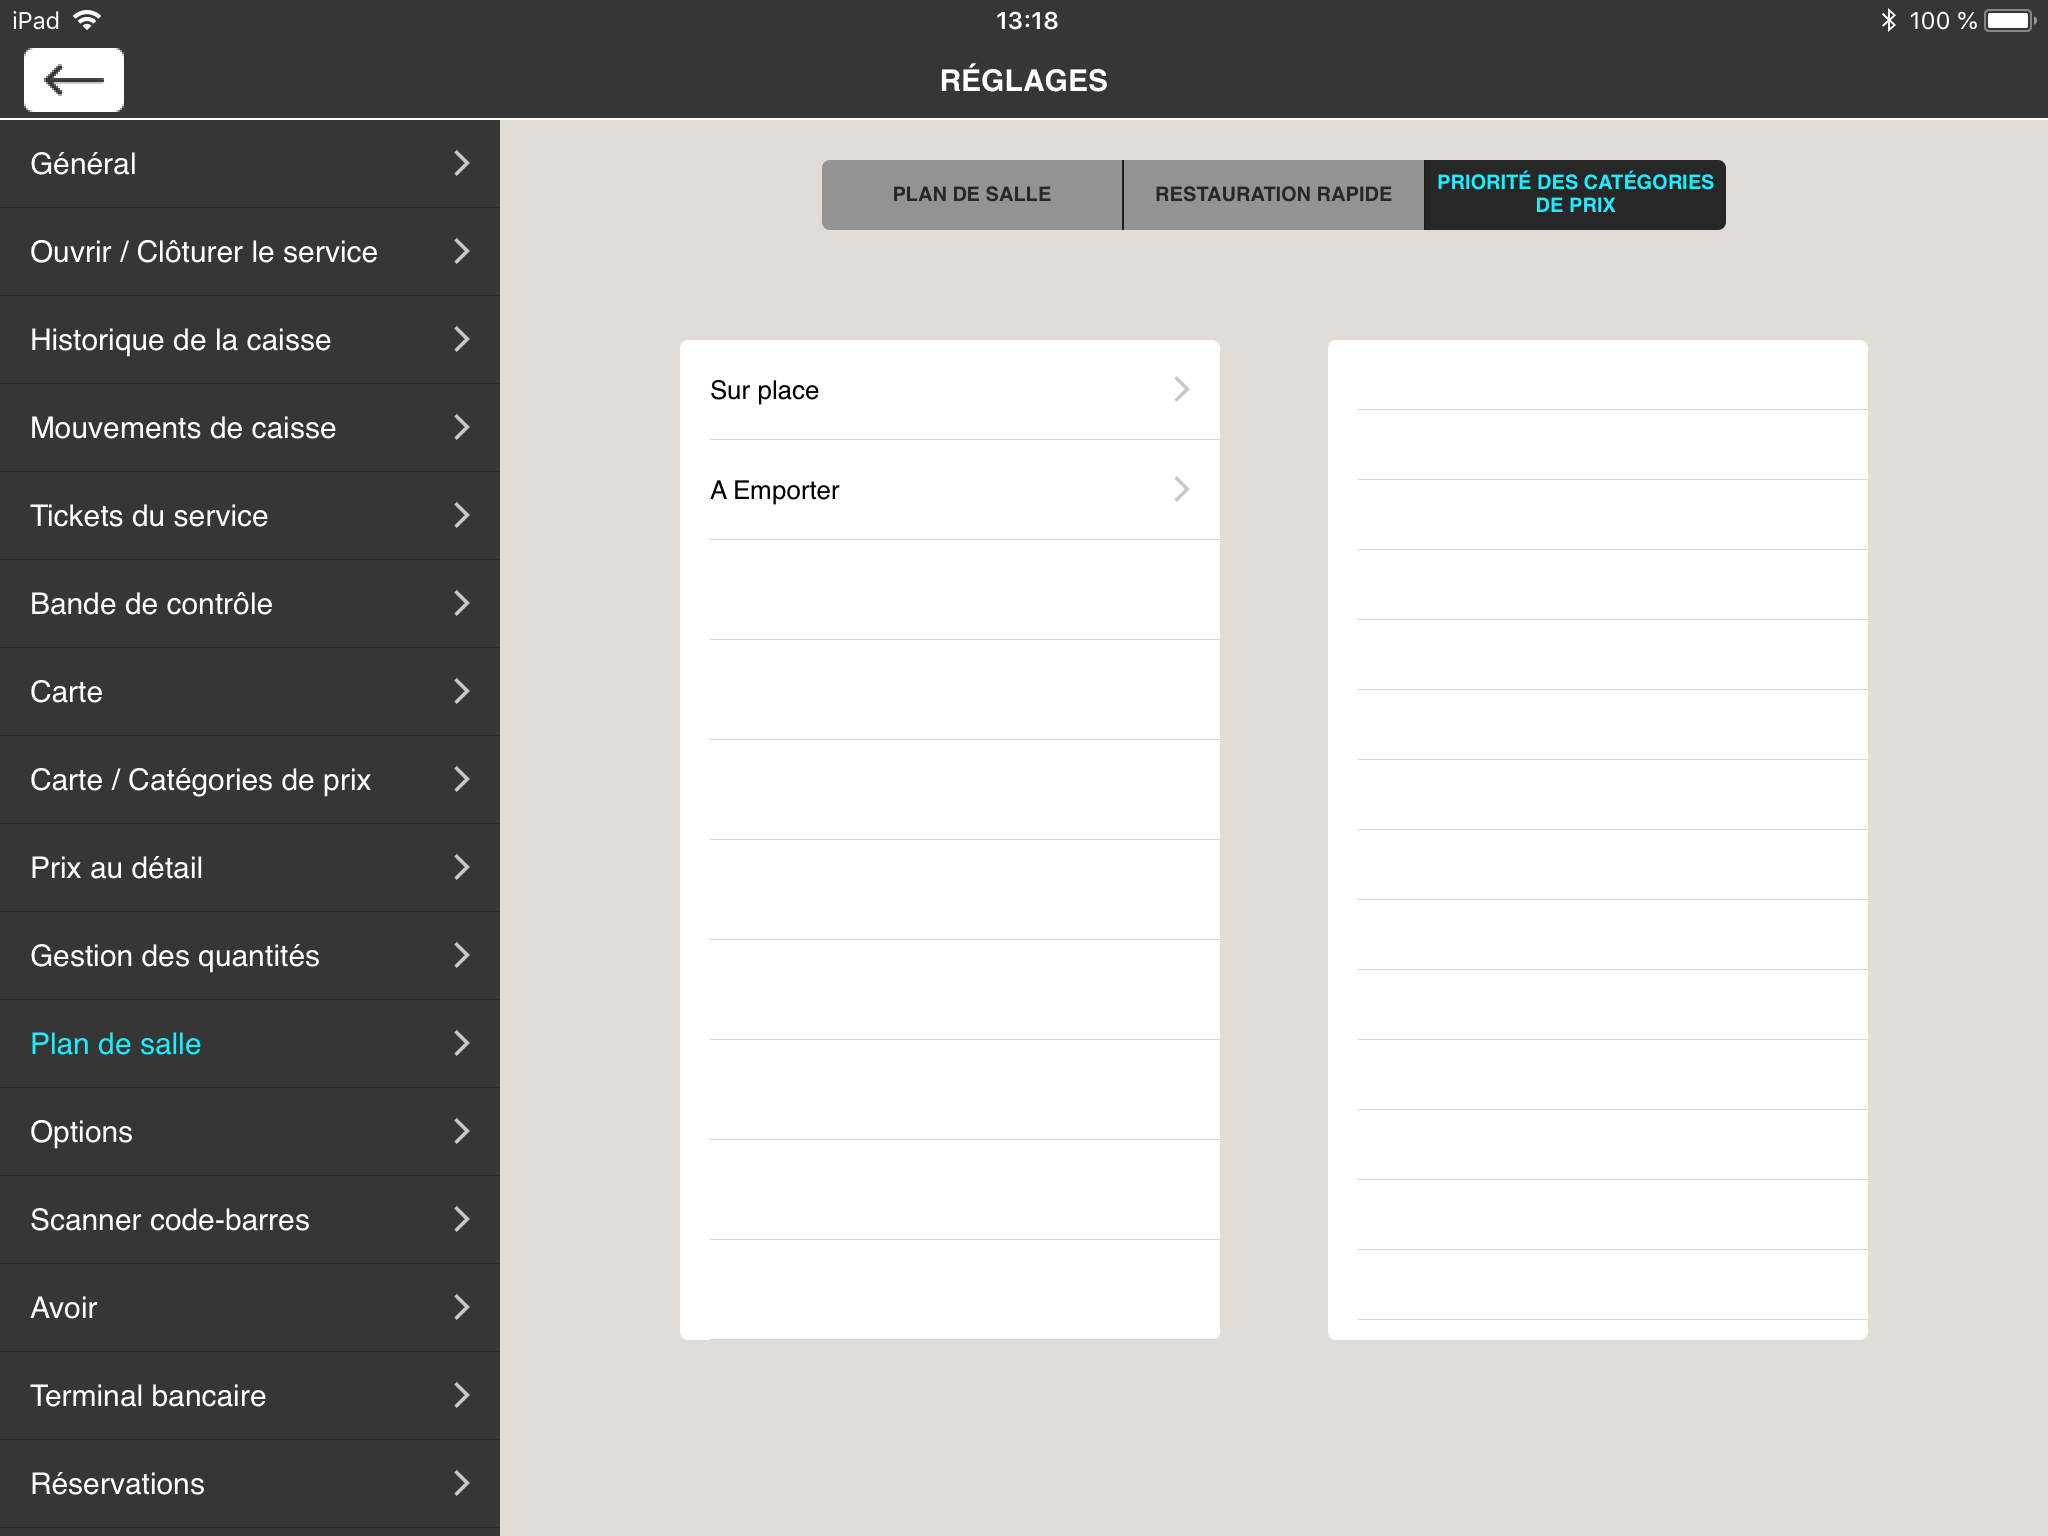 iPad 13:18 100 %
RÉGLAGES
Général
Ouvrir / Clôturer le service
Historique de la caisse
Mouvements de caisse
Tickets du service
Bande de contrôle
Carte
Carte / Catégories de prix
Prix au détail
Gestion des quantités
Plan de salle
Options
Scanner code-barres
Avoir
Terminal bancaire
Réservations
PLAN DE SALLE
RESTAURATION RAPIDE
PRIORITÉ DES CATÉGORIES
DE PRIX
Sur place
A Emporter